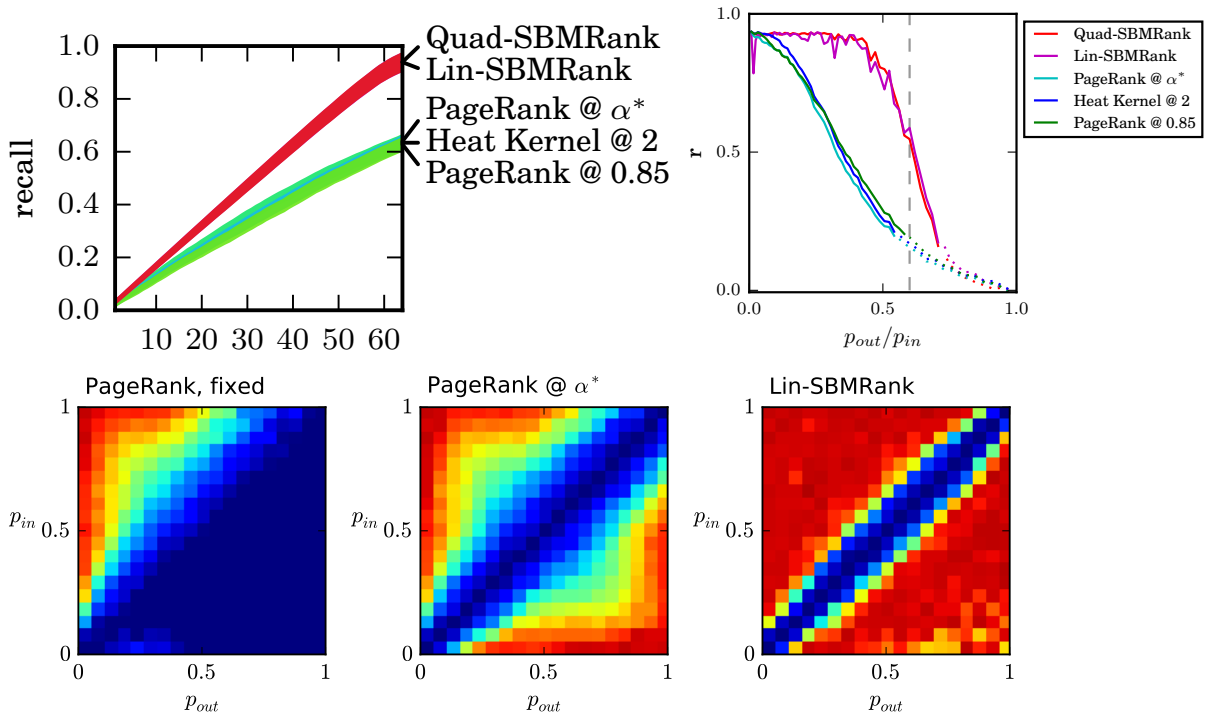 recall
1.0
0.8
0.6
0.4
0.2
0.0
10 20 30 40 50 60
Quad-SBMRank
Lin-SBMRank
PageRank @ α*
Heat Kernel @ 2
PageRank @ 0.85
r
1.0
0.5
0.0
0.0 0.5 1.0
p_out/p_in
Quad-SBMRank
Lin-SBMRank
PageRank @ α*
Heat Kernel @ 2
PageRank @ 0.85
PageRank, fixed
1
p_in 0.5
0
0 0.5 1
p_out
PageRank @ α*
1
p_in 0.5
0
0 0.5 1
p_out
Lin-SBMRank
1
p_in 0.5
0
0 0.5 1
p_out